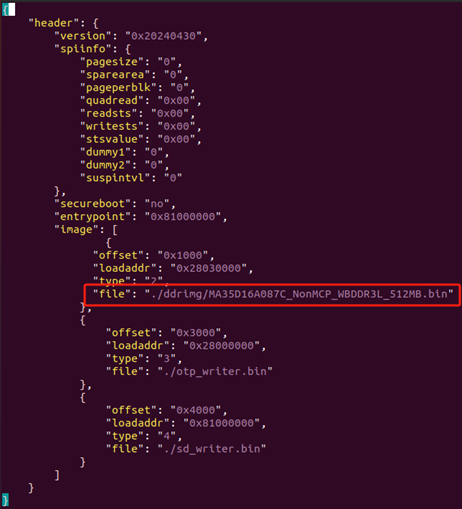 {
    "header": {
        "version": "0x20240430",
        "spiinfo": {
            "pagesize": "0",
            "sparearea": "0",
            "pageperblk": "0",
            "quadread": "0x00",
            "readsts": "0x00",
            "writests": "0x00",
            "stsvalue": "0x00",
            "dummy1": "0",
            "dummy2": "0",
            "suspintvl": "0"
        },
        "secureboot": "no",
        "entrypoint": "0x81000000",
        "image": [
                {
              "offset": "0x1000",
              "loadaddr": "0x28030000",
              "type": "2",
              "file": "./ddrimg/MA35D16A087C_NonMCP_WBDDR3L_512MB.bin"
            },
            {
                "offset": "0x3000",
                "loadaddr": "0x28000000",
                "type": "3",
                "file": "./otp_writer.bin"
            },
            {
                "offset": "0x4000",
                "loadaddr": "0x81000000",
                "type": "4",
                "file": "./sd_writer.bin"
            }
        ]
    }
}